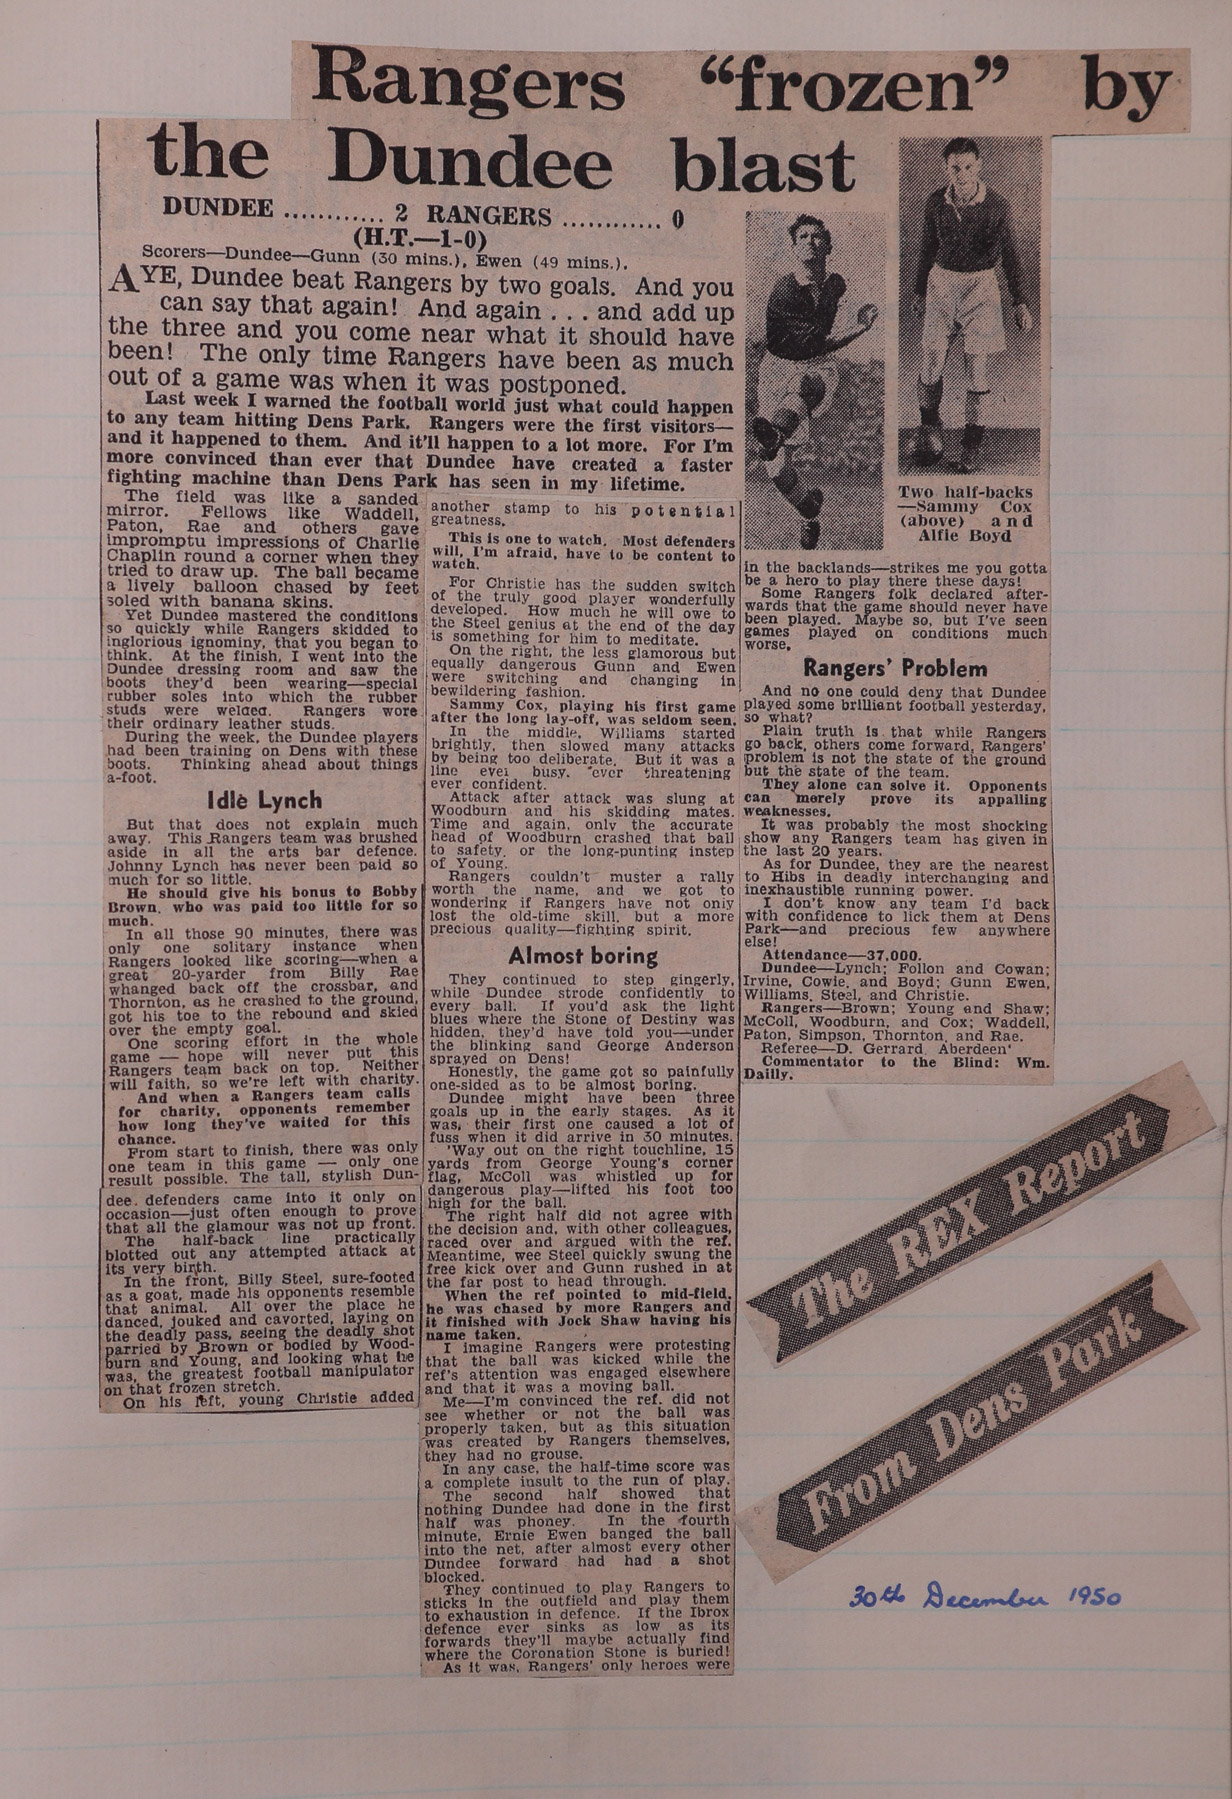 Rangers “frozen” by
the Dundee blast
DUNDEE ............ 2 RANGERS ............ 0
(H.T.—1-0)
Scorers—Dundee—Gunn (30 mins.), Ewen (49 mins.).
AYE, Dundee beat Rangers by two goals. And you
can say that again! And again . . . and add up
the three and you come near what it should have
been! The only time Rangers have been as much
out of a game was when it was postponed.
Last week I warned the football world just what could happen
to any team hitting Dens Park. Rangers were the first visitors—
and it happened to them. And it'll happen to a lot more. For I'm
more convinced than ever that Dundee have created a faster
fighting machine than Dens Park has seen in my lifetime.
The field was like a sanded
mirror. Fellows like Waddell,
Paton, Rae and others gave
impromptu impressions of Charlie
Chaplin round a corner when they
tried to draw up. The ball became
a lively balloon chased by feet
soled with banana skins.
Yet Dundee mastered the conditions
so quickly while Rangers skidded to
inglorious ignominy, that you began to
think. At the finish, I went into the
Dundee dressing room and saw the
boots they'd been wearing—special
rubber soles into which the rubber
studs were welded. Rangers wore
their ordinary leather studs.
During the week, the Dundee players
had been training on Dens with these
boots. Thinking ahead about things
a-foot.
Idle Lynch
But that does not explain much
away. This Rangers team was brushed
aside in all the arts bar defence.
Johnny Lynch has never been paid so
much for so little.
He should give his bonus to Bobby
Brown, who was paid too little for so
much.
In all those 90 minutes, there was
only one solitary instance when
Rangers looked like scoring—when a
great 20-yarder from Billy Rae
whanged back off the crossbar, and
Thornton, as he crashed to the ground,
got his toe to the rebound and skied
over the empty goal.
One scoring effort in the whole
game — hope will never put this
Rangers team back on top. Neither
will faith, so we're left with charity.
And when a Rangers team calls
for charity, opponents remember
how long they've waited for this
chance.
From start to finish, there was only
one team in this game — only one
result possible. The tall, stylish Dun-
dee defenders came into it only on
occasion—just often enough to prove
that all the glamour was not up front.
The half-back line practically
blotted out any attempted attack at
its very birth.
In the front, Billy Steel, sure-footed
as a goat, made his opponents resemble
that animal. All over the place he
danced, jouked and cavorted, laying on
the deadly pass, seeing the deadly shot
parried by Brown or bodied by Wood-
burn and Young, and looking what he
was, the greatest football manipulator
on that frozen stretch.
On his left, young Christie added
another stamp to his potential
greatness.
This is one to watch. Most defenders
will, I'm afraid, have to be content to
watch.
For Christie has the sudden switch
of the truly good player wonderfully
developed. How much he will owe to
the Steel genius at the end of the day
is something for him to meditate.
On the right, the less glamorous but
equally dangerous Gunn and Ewen
were switching and changing in
bewildering fashion.
Sammy Cox, playing his first game
after the long lay-off, was seldom seen.
In the middle, Williams started
brightly, then slowed many attacks
by being too deliberate. But it was a
line ever busy. ever threatening
ever confident.
Attack after attack was slung at
Woodburn and his skidding mates.
Time and again, only the accurate
head of Woodburn crashed that ball
to safety, or the long-punting instep
of Young.
Rangers couldn't muster a rally
worth the name, and we got to
wondering if Rangers have not only
lost the old-time skill, but a more
precious quality—fighting spirit.
Almost boring
They continued to step gingerly,
while Dundee strode confidently to
every ball. If you'd ask the light
blues where the Stone of Destiny was
hidden, they'd have told you—under
the blinking sand George Anderson
sprayed on Dens!
Honestly, the game got so painfully
one-sided as to be almost boring.
Dundee might have been three
goals up in the early stages. As it
was, their first one caused a lot of
fuss when it did arrive in 30 minutes.
'Way out on the right touchline, 15
yards from George Young's corner
flag, McColl was whistled up for
dangerous play—lifted his foot too
high for the ball.
The right half did not agree with
the decision and, with other colleagues,
raced over and argued with the ref.
Meantime, wee Steel quickly swung the
free kick over and Gunn rushed in at
the far post to head through.
When the ref pointed to mid-field,
he was chased by more Rangers and
it finished with Jock Shaw having his
name taken.
I imagine Rangers were protesting
that the ball was kicked while the
ref's attention was engaged elsewhere
and that it was a moving ball.
Me—I'm convinced the ref. did not
see whether or not the ball was
properly taken, but as this situation
was created by Rangers themselves,
they had no grouse.
In any case, the half-time score was
a complete insult to the run of play.
The second half showed that
nothing Dundee had done in the first
half was phoney. In the fourth
minute, Ernie Ewen banged the ball
into the net, after almost every other
Dundee forward had had a shot
blocked.
They continued to play Rangers to
sticks in the outfield and play them
to exhaustion in defence. If the Ibrox
defence ever sinks as low as its
forwards they'll maybe actually find
where the Coronation Stone is buried!
As it was, Rangers' only heroes were
Two half-backs
—Sammy Cox
(above) and
Alfie Boyd
in the backlands—strikes me you gotta
be a hero to play there these days!
Some Rangers folk declared after-
wards that the game should never have
been played. Maybe so, but I've seen
games played on conditions much
worse.
Rangers' Problem
And no one could deny that Dundee
played some brilliant football yesterday,
so what?
Plain truth is that while Rangers
go back, others come forward. Rangers'
problem is not the state of the ground
but the state of the team.
They alone can solve it. Opponents
can merely prove its appalling
weaknesses.
It was probably the most shocking
show any Rangers team has given in
the last 20 years.
As for Dundee, they are the nearest
to Hibs in deadly interchanging and
inexhaustible running power.
I don't know any team I'd back
with confidence to lick them at Dens
Park—and precious few anywhere
else!
Attendance—37,000.
Dundee—Lynch; Follon and Cowan;
Irvine, Cowie, and Boyd; Gunn Ewen,
Williams, Steel, and Christie.
Rangers—Brown; Young and Shaw;
McColl, Woodburn, and Cox; Waddell,
Paton, Simpson, Thornton, and Rae.
Referee—D. Gerrard, Aberdeen
Commentator to the Blind: Wm.
Dailly.
The REX Report
From Dens Park
30th December 1950